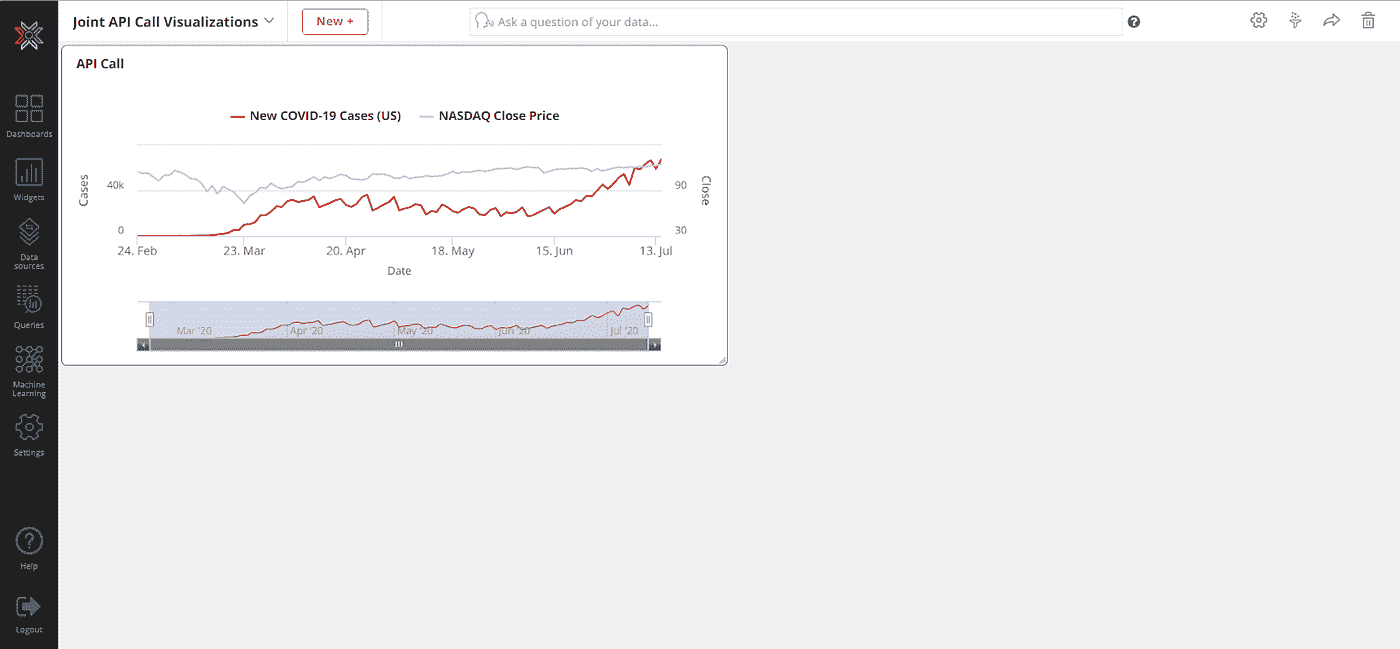 Joint API Call Visualizations
New +
Ask a question of your data...
?
Dashboards
Widgets
Data
sources
Queries
Machine
Learning
Settings
?
Help
Logout
API Call
New COVID-19 Cases (US)
NASDAQ Close Price
Cases
40k
0
90
30
Close
24. Feb
23. Mar
20. Apr
18. May
15. Jun
13. Jul
Date
Mar '20
Apr '20
May '20
Jun '20
Jul '20